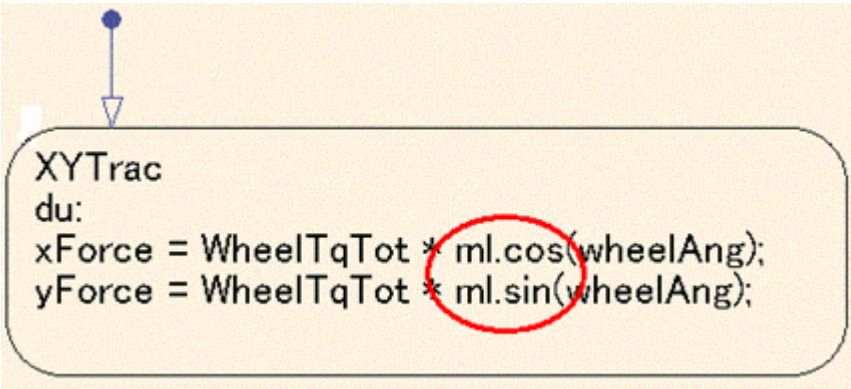 XYTrac
du:
xForce = WheelTqTot * ml.cos(wheelAng);
yForce = WheelTqTot * ml.sin(wheelAng);